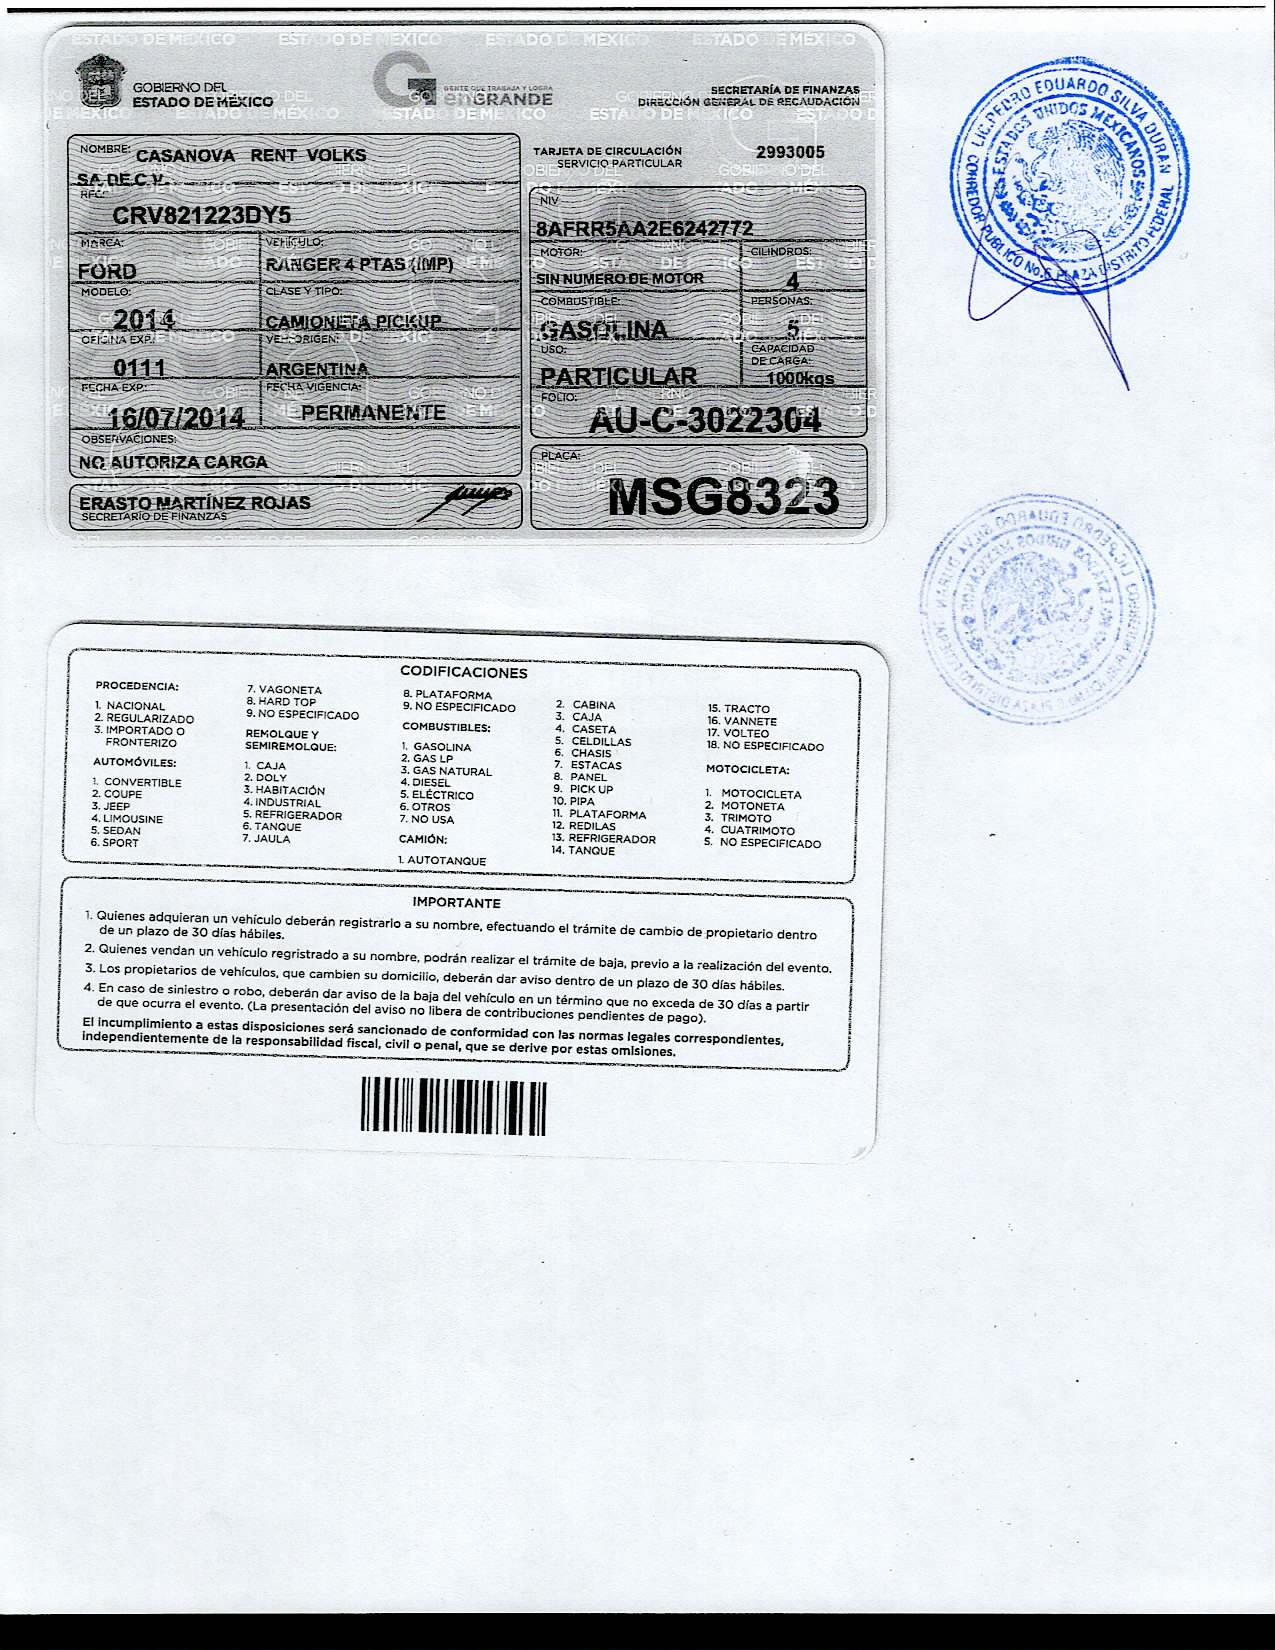 GOBIERNO DEL
ESTADO DE MÉXICO
GENTE QUE TRABAJA Y LOGRA
enGRANDE
SECRETARÍA DE FINANZAS
DIRECCIÓN GENERAL DE RECAUDACIÓN
NOMBRE: CASANOVA RENT VOLKS
SA DE C V
RFC:
CRV821223DY5
MARCA:
FORD
VEHÍCULO:
RANGER 4 PTAS (IMP)
MODELO:
2014
CLASE Y TIPO:
CAMIONETA PICKUP
OFICINA EXP.:
0111
VEH. ORIGEN:
ARGENTINA
FECHA EXP.:
16/07/2014
FECHA VIGENCIA:
PERMANENTE
OBSERVACIONES:
NO AUTORIZA CARGA
ERASTO MARTÍNEZ ROJAS
SECRETARIO DE FINANZAS
TARJETA DE CIRCULACIÓN
SERVICIO PARTICULAR
2993005
NIV
8AFRR5AA2E6242772
MOTOR:
SIN NUMERO DE MOTOR
CILINDROS:
4
COMBUSTIBLE:
GASOLINA
PERSONAS:
5
USO:
PARTICULAR
CAPACIDAD
DE CARGA:
1000kgs
FOLIO:
AU-C-3022304
PLACA:
MSG8323
LIC. PEDRO EDUARDO SILVA DURAN
ESTADOS UNIDOS MEXICANOS
CORREDOR PUBLICO No. 6 PLAZA DISTRITO FEDERAL
CODIFICACIONES
PROCEDENCIA:
1. NACIONAL
2. REGULARIZADO
3. IMPORTADO O
FRONTERIZO
AUTOMÓVILES:
1. CONVERTIBLE
2. COUPE
3. JEEP
4. LIMOUSINE
5. SEDAN
6. SPORT
7. VAGONETA
8. HARD TOP
9. NO ESPECIFICADO
REMOLQUE Y
SEMIREMOLQUE:
1. CAJA
2. DOLY
3. HABITACIÓN
4. INDUSTRIAL
5. REFRIGERADOR
6. TANQUE
7. JAULA
8. PLATAFORMA
9. NO ESPECIFICADO
COMBUSTIBLES:
1. GASOLINA
2. GAS LP
3. GAS NATURAL
4. DIESEL
5. ELÉCTRICO
6. OTROS
7. NO USA
CAMIÓN:
1. AUTOTANQUE
2. CABINA
3. CAJA
4. CASETA
5. CELDILLAS
6. CHASIS
7. ESTACAS
8. PANEL
9. PICK UP
10. PIPA
11. PLATAFORMA
12. REDILAS
13. REFRIGERADOR
14. TANQUE
15. TRACTO
16. VANNETE
17. VOLTEO
18. NO ESPECIFICADO
MOTOCICLETA:
1. MOTOCICLETA
2. MOTONETA
3. TRIMOTO
4. CUATRIMOTO
5. NO ESPECIFICADO
IMPORTANTE
1. Quienes adquieran un vehículo deberán registrarlo a su nombre, efectuando el trámite de cambio de propietario dentro
de un plazo de 30 días hábiles.
2. Quienes vendan un vehículo regristrado a su nombre, podrán realizar el trámite de baja, previo a la realización del evento.
3. Los propietarios de vehículos, que cambien su domicilio, deberán dar aviso dentro de un plazo de 30 días hábiles.
4. En caso de siniestro o robo, deberán dar aviso de la baja del vehículo en un término que no exceda de 30 días a partir
de que ocurra el evento. (La presentación del aviso no libera de contribuciones pendientes de pago).
El incumplimiento a estas disposiciones será sancionado de conformidad con las normas legales correspondientes,
independientemente de la responsabilidad fiscal, civil o penal, que se derive por estas omisiones.